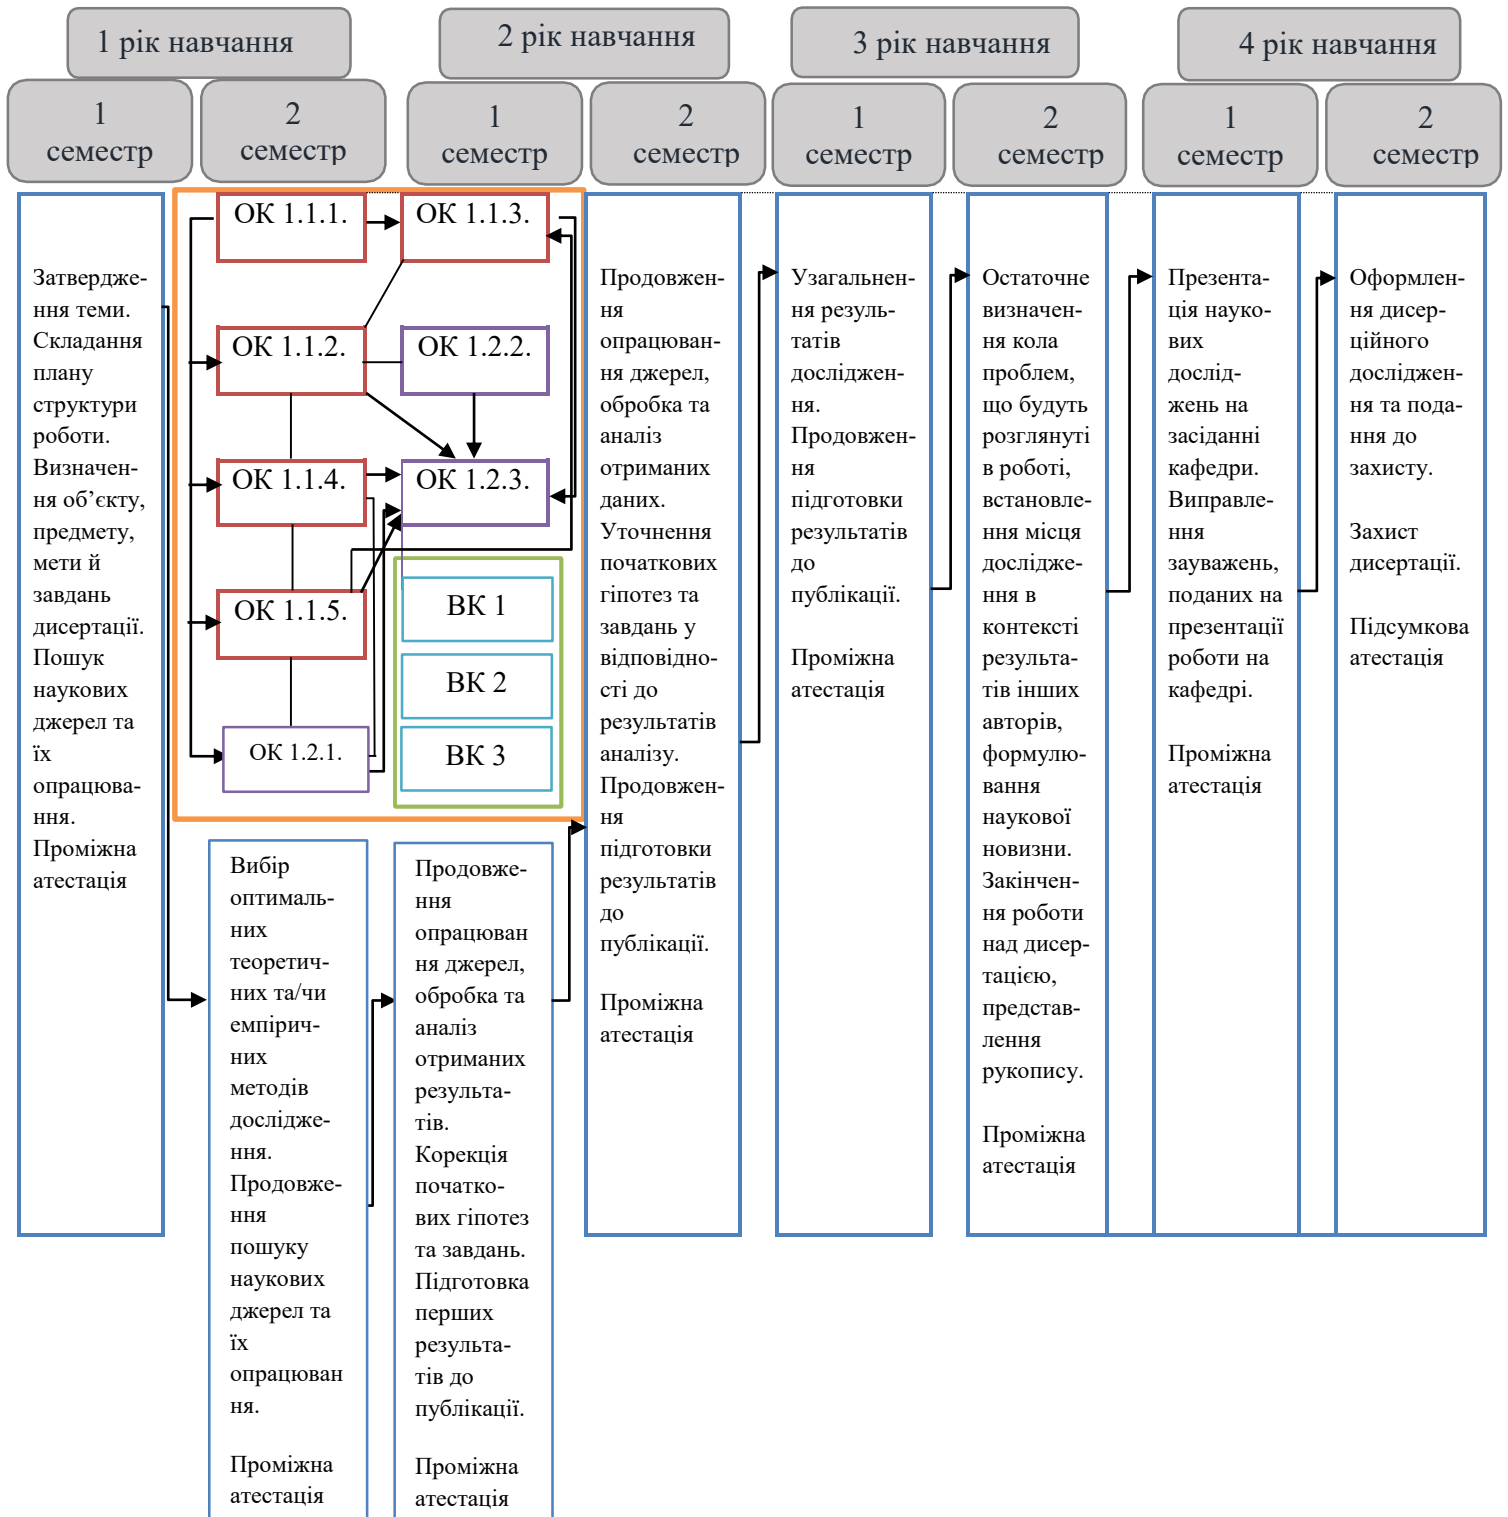 1 рік навчання
2 рік навчання
3 рік навчання
4 рік навчання
1
семестр
2
семестр
1
семестр
2
семестр
1
семестр
2
семестр
1
семестр
2
семестр
Затвердже-
ння теми.
Складання
плану
структури
роботи.
Визначен-
ня об’єкту,
предмету,
мети й
завдань
дисертації.
Пошук
наукових
джерел та
їх
опрацюва-
ння.
Проміжна
атестація
ОК 1.1.1.
ОК 1.1.2.
ОК 1.1.4.
ОК 1.1.5.
ОК 1.2.1.
ОК 1.1.3.
ОК 1.2.2.
ОК 1.2.3.
ВК 1
ВК 2
ВК 3
Вибір
оптималь-
них
теоретич-
них та/чи
емпірич-
них
методів
дослідже-
ння.
Продовже-
ння
пошуку
наукових
джерел та
їх
опрацюван
ня.
Проміжна
атестація
Продовже-
ння
опрацюван
ня джерел,
обробка та
аналіз
отриманих
результа-
тів.
Корекція
початко-
вих гіпотез
та завдань.
Підготовка
перших
результа-
тів до
публікації.
Проміжна
атестація
Продовжен-
ня
опрацюван-
ня джерел,
обробка та
аналіз
отриманих
даних.
Уточнення
початкових
гіпотез та
завдань у
відповідно-
сті до
результатів
аналізу.
Продовжен-
ня
підготовки
результатів
до
публікації.
Проміжна
атестація
Узагальнен-
ня резуль-
татів
досліджен-
ня.
Продовжен-
ня
підготовки
результатів
до
публікації.
Проміжна
атестація
Остаточне
визначен-
ня кола
проблем,
що будуть
розглянуті
в роботі,
встановле-
ння місця
дослідже-
ння в
контексті
результа-
тів інших
авторів,
формулю-
вання
наукової
новизни.
Закінчен-
ня роботи
над дисер-
тацією,
представ-
лення
рукопису.
Проміжна
атестація
Презента-
ція науко-
вих
дослід-
жень на
засіданні
кафедри.
Виправле-
ння
зауважень,
поданих на
презентації
роботи на
кафедрі.
Проміжна
атестація
Оформлен-
ня дисер-
ційного
досліджен-
ня та пода-
ння до
захисту.
Захист
дисертації.
Підсумкова
атестація